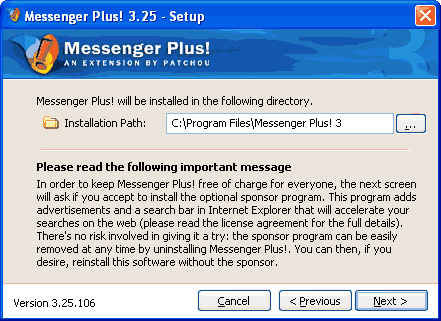 Messenger Plus! 3.25 - Setup
Messenger Plus!
AN EXTENSION BY PATCHOU
Messenger Plus! will be installed in the following directory.
Installation Path: C:\Program Files\Messenger Plus! 3 ...
Please read the following important message
In order to keep Messenger Plus! free of charge for everyone, the next screen
will ask if you accept to install the optional sponsor program. This program adds
advertisements and a search bar in Internet Explorer that will accelerate your
searches on the web (please read the license agreement for the full details).
There's no risk involved in giving it a try: the sponsor program can be easily
removed at any time by uninstalling Messenger Plus!. You can then, if you
desire, reinstall this software without the sponsor.
Version 3.25.106 Cancel < Previous Next >